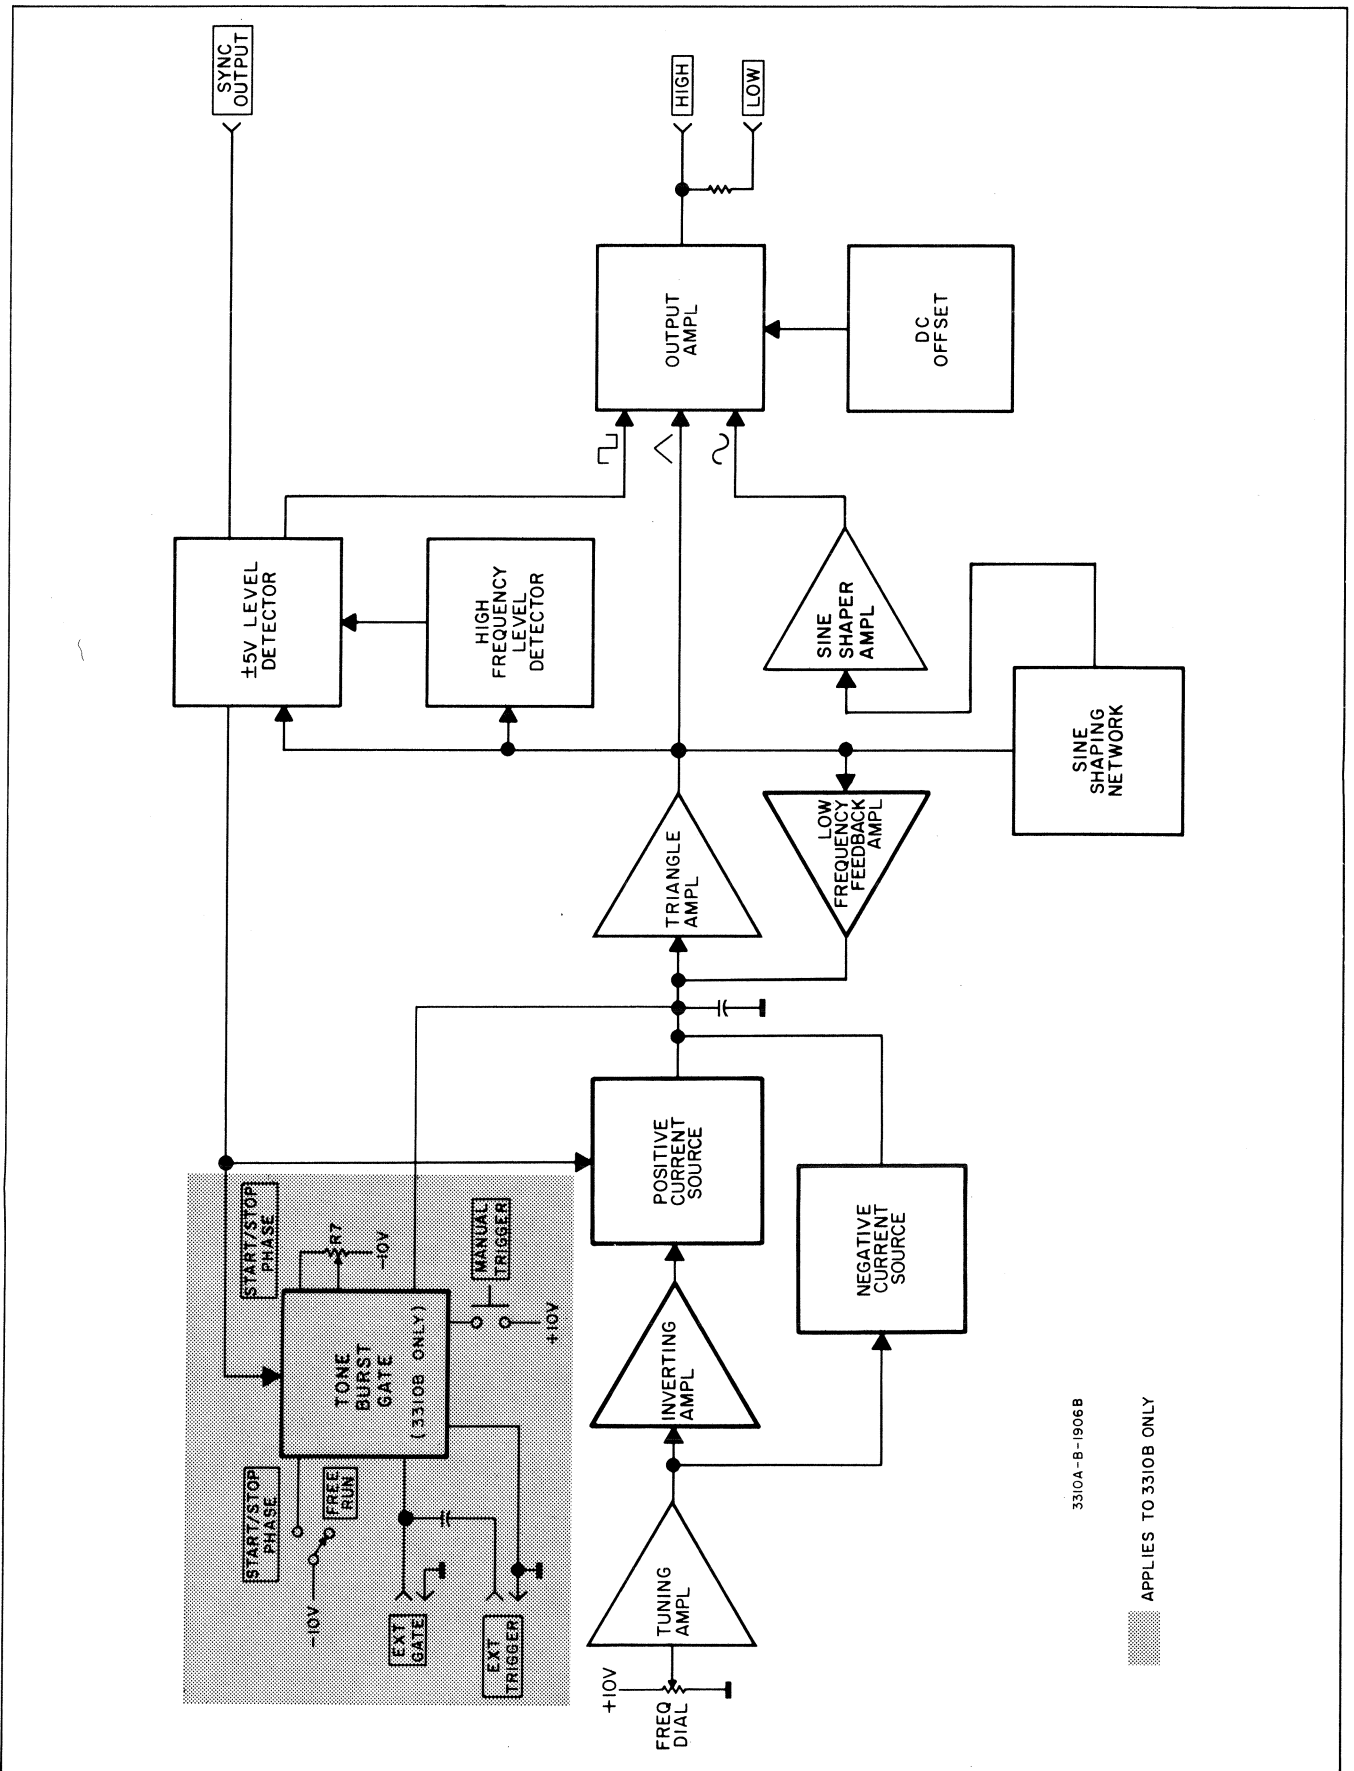 SYNC
OUTPUT
HIGH
LOW
OUTPUT
AMPL
DC
OFFSET
±5V LEVEL
DETECTOR
HIGH
FREQUENCY
LEVEL
DETECTOR
SINE
SHAPER
AMPL
SINE
SHAPING
NETWORK
TRIANGLE
AMPL
LOW
FREQUENCY
FEEDBACK
AMPL
START/STOP
PHASE
R7
-10V
MANUAL
TRIGGER
+10V
TONE
BURST
GATE
(3310B ONLY)
START/STOP
PHASE
FREE
RUN
-10V
EXT
GATE
EXT
TRIGGER
POSITIVE
CURRENT
SOURCE
NEGATIVE
CURRENT
SOURCE
INVERTING
AMPL
TUNING
AMPL
+10V
FREQ
DIAL
3310A-B-1906B
APPLIES TO 3310B ONLY